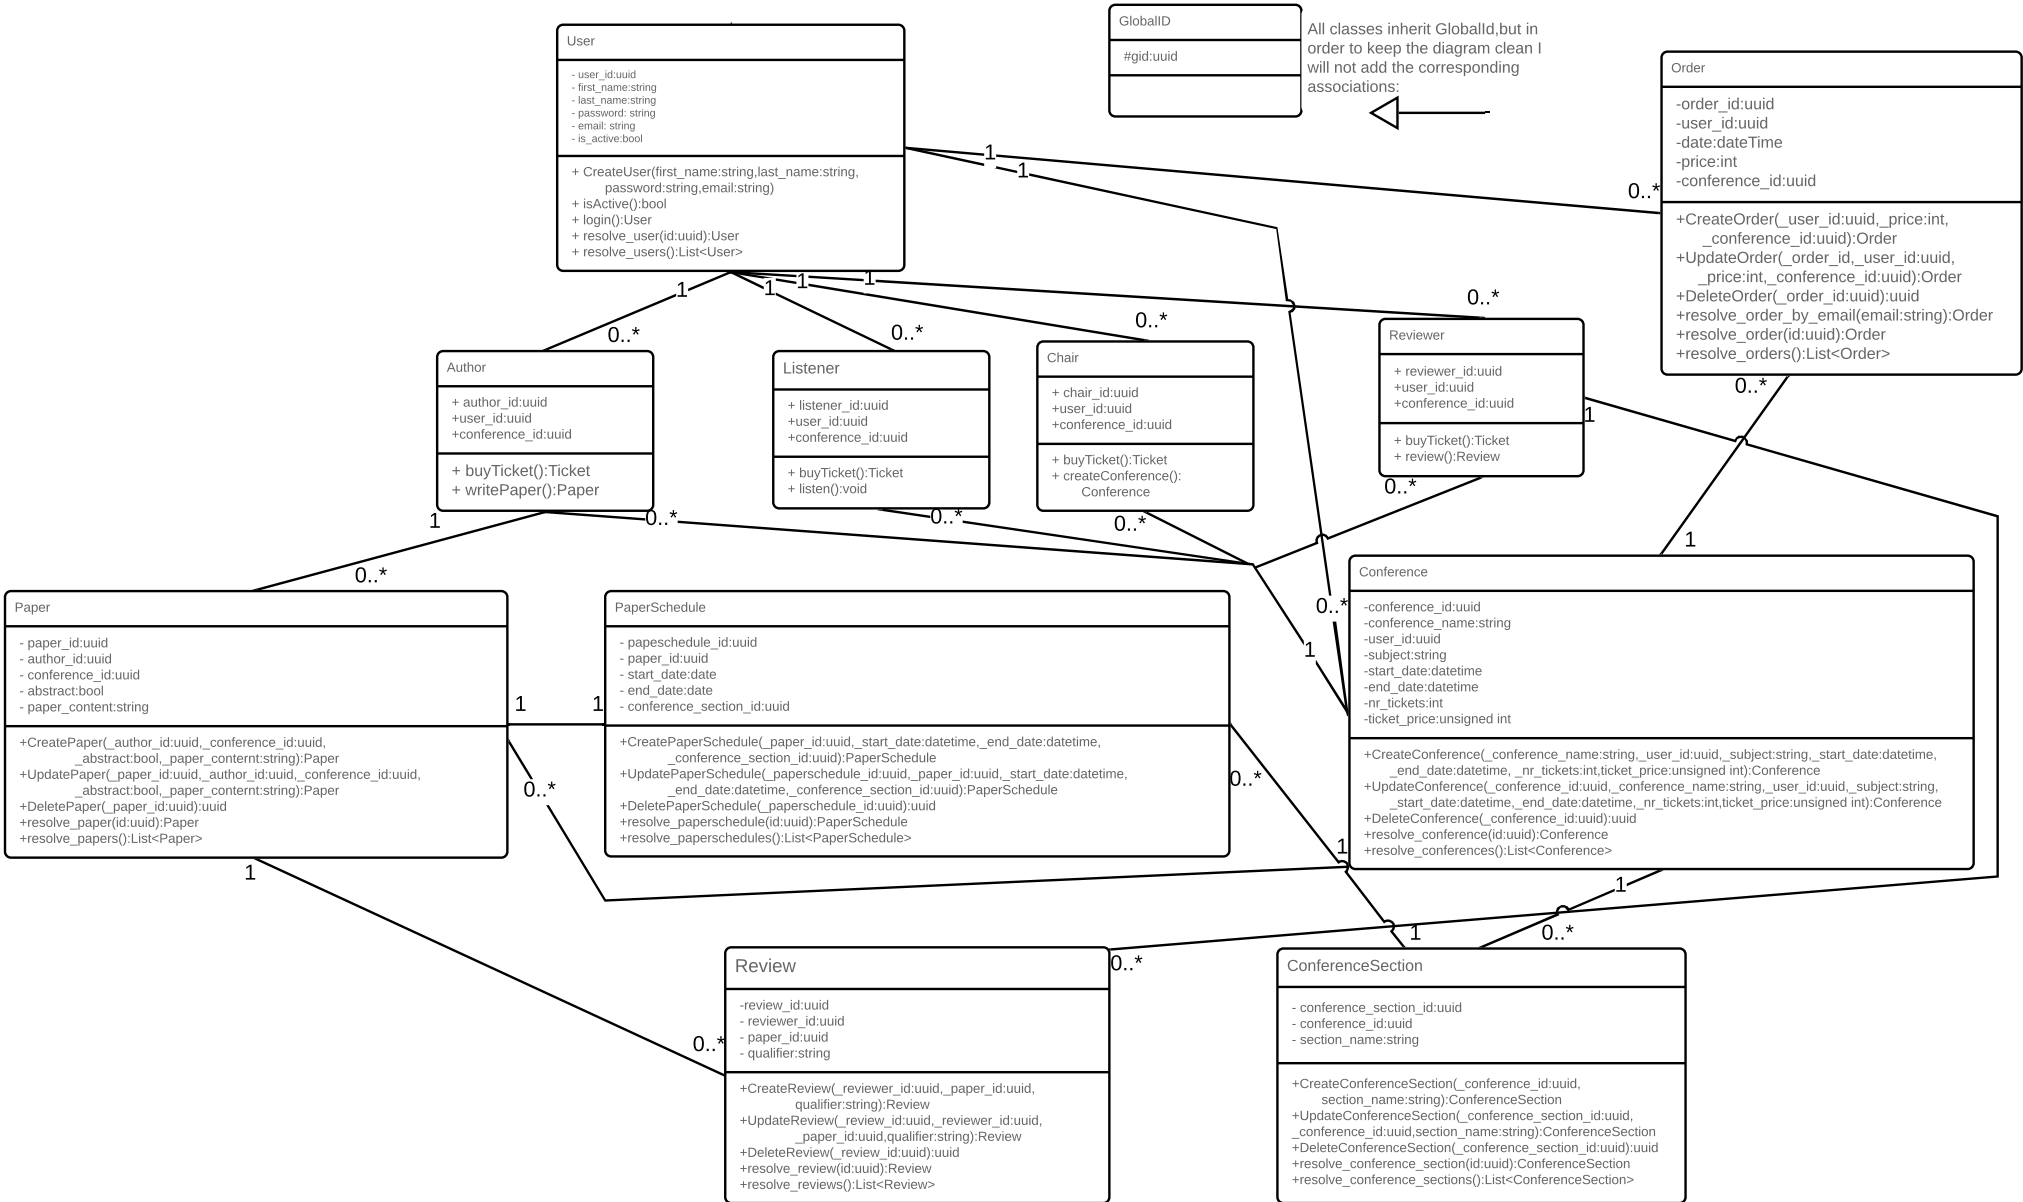 User
- user_id:uuid
- first_name:string
- last_name:string
- password: string
- email: string
- is_active:bool
+ CreateUser(first_name:string,last_name:string,
password:string,email:string)
+ isActive():bool
+ login():User
+ resolve_user(id:uuid):User
+ resolve_users():List<User>
GlobalID
#gid:uuid
All classes inherit GlobalId,but in
order to keep the diagram clean I
will not add the corresponding
associations:
Order
-order_id:uuid
-user_id:uuid
-date:dateTime
-price:int
-conference_id:uuid
+CreateOrder(_user_id:uuid,_price:int,
_conference_id:uuid):Order
+UpdateOrder(_order_id,_user_id:uuid,
_price:int,_conference_id:uuid):Order
+DeleteOrder(_order_id:uuid):uuid
+resolve_order_by_email(email:string):Order
+resolve_order(id:uuid):Order
+resolve_orders():List<Order>
1
1
0..*
1
1
1
1
0..*
0..*
0..*
0..*
Author
+ author_id:uuid
+user_id:uuid
+conference_id:uuid
+ buyTicket():Ticket
+ writePaper():Paper
Listener
+ listener_id:uuid
+user_id:uuid
+conference_id:uuid
+ buyTicket():Ticket
+ listen():void
Chair
+ chair_id:uuid
+user_id:uuid
+conference_id:uuid
+ buyTicket():Ticket
+ createConference():
Conference
Reviewer
+ reviewer_id:uuid
+user_id:uuid
+conference_id:uuid
+ buyTicket():Ticket
+ review():Review
0..*
1
0..*
1
0..*
0..*
0..*
1
0..*
0..*
1
Paper
- paper_id:uuid
- author_id:uuid
- conference_id:uuid
- abstract:bool
- paper_content:string
+CreatePaper(_author_id:uuid,_conference_id:uuid,
_abstract:bool,_paper_content:string):Paper
+UpdatePaper(_paper_id:uuid,_author_id:uuid,_conference_id:uuid,
_abstract:bool,_paper_content:string):Paper
+DeletePaper(_paper_id:uuid):uuid
+resolve_paper(id:uuid):Paper
+resolve_papers():List<Paper>
1
1
0..*
PaperSchedule
- papeschedule_id:uuid
- paper_id:uuid
- start_date:date
- end_date:date
- conference_section_id:uuid
+CreatePaperSchedule(_paper_id:uuid,_start_date:datetime,_end_date:datetime,
_conference_section_id:uuid):PaperSchedule
+UpdatePaperSchedule(_paperschedule_id:uuid,_paper_id:uuid,_start_date:datetime,
_end_date:datetime,_conference_section_id:uuid):PaperSchedule
+DeletePaperSchedule(_paperschedule_id:uuid):uuid
+resolve_paperschedule(id:uuid):PaperSchedule
+resolve_paperschedules():List<PaperSchedule>
0..*
1
Conference
-conference_id:uuid
-conference_name:string
-user_id:uuid
-subject:string
-start_date:datetime
-end_date:datetime
-nr_tickets:int
-ticket_price:unsigned int
+CreateConference(_conference_name:string,_user_id:uuid,_subject:string,_start_date:datetime,
_end_date:datetime, _nr_tickets:int,ticket_price:unsigned int):Conference
+UpdateConference(_conference_id:uuid,_conference_name:string,_user_id:uuid,_subject:string,
_start_date:datetime,_end_date:datetime,_nr_tickets:int,ticket_price:unsigned int):Conference
+DeleteConference(_conference_id:uuid):uuid
+resolve_conference(id:uuid):Conference
+resolve_conferences():List<Conference>
1
1
1
0..*
0..*
0..*
Review
-review_id:uuid
- reviewer_id:uuid
- paper_id:uuid
- qualifier:string
+CreateReview(_reviewer_id:uuid,_paper_id:uuid,
qualifier:string):Review
+UpdateReview(_review_id:uuid,_reviewer_id:uuid,
_paper_id:uuid,qualifier:string):Review
+DeleteReview(_review_id:uuid):uuid
+resolve_review(id:uuid):Review
+resolve_reviews():List<Review>
ConferenceSection
- conference_section_id:uuid
- conference_id:uuid
- section_name:string
+CreateConferenceSection(_conference_id:uuid,
section_name:string):ConferenceSection
+UpdateConferenceSection(_conference_section_id:uuid,
_conference_id:uuid,section_name:string):ConferenceSection
+DeleteConferenceSection(_conference_section_id:uuid):uuid
+resolve_conference_section(id:uuid):ConferenceSection
+resolve_conference_sections():List<ConferenceSection>